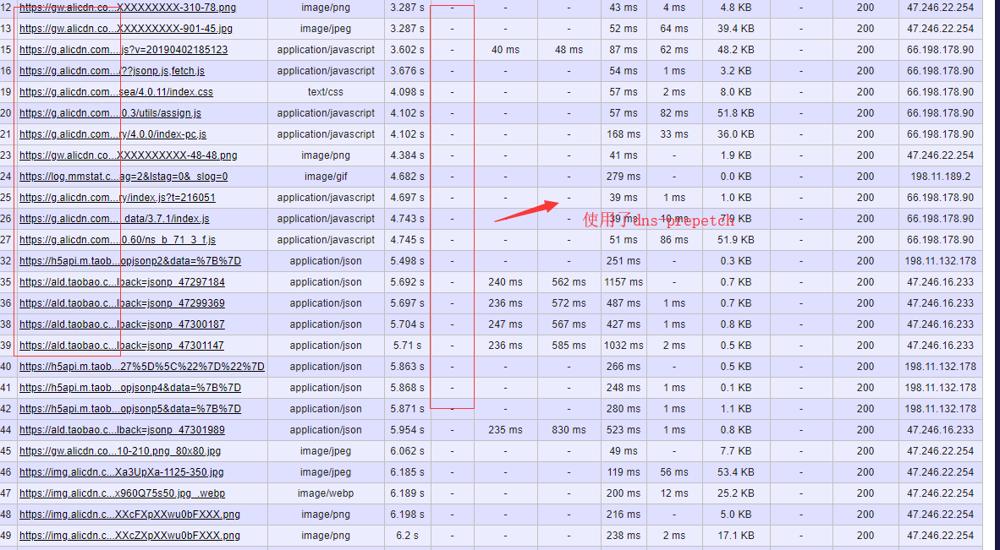 12 https://gw.alicdn.co...XXXXXXXXX-310-78.png image/png 3.287 s - - - 43 ms 4 ms 4.8 KB - 200 47.246.22.254
13 https://gw.alicdn.co...XXXXXXXXX-901-45.jpg image/jpeg 3.287 s - - - 52 ms 64 ms 39.4 KB - 200 47.246.22.254
15 https://g.alicdn.com....js?v=20190402185123 application/javascript 3.602 s - 40 ms 48 ms 87 ms 62 ms 48.2 KB - 200 66.198.178.90
16 https://g.alicdn.com.../??jsonp.js,fetch.js application/javascript 3.676 s - - - 54 ms 1 ms 3.2 KB - 200 66.198.178.90
19 https://g.alicdn.com...sea/4.0.11/index.css text/css 4.098 s - - - 57 ms 2 ms 8.0 KB - 200 66.198.178.90
20 https://g.alicdn.com...0.3/utils/assign.js application/javascript 4.102 s - - - 57 ms 82 ms 51.8 KB - 200 66.198.178.90
21 https://g.alicdn.com...ry/4.0.0/index-pc.js application/javascript 4.102 s - - - 168 ms 33 ms 36.0 KB - 200 66.198.178.90
23 https://gw.alicdn.co...XXXXXXXXXX-48-48.png image/png 4.384 s - - - 41 ms - 1.9 KB - 200 47.246.22.254
24 https://log.mmstat.c...ag=2&lstag=0&_slog=0 image/gif 4.682 s - - - 279 ms - 0.0 KB - 200 198.11.189.2
25 https://g.alicdn.com...ry/index.js?t=216051 application/javascript 4.697 s - - - 39 ms 1 ms 1.0 KB - 200 66.198.178.90
26 https://g.alicdn.com..._data/3.7.1/index.js application/javascript 4.743 s - - - 39 ms 10 ms 7.9 KB - 200 66.198.178.90
使用了dns-prepetch
27 https://g.alicdn.com...0.60/ns_b_71_3_f.js application/javascript 4.745 s - - - 51 ms 86 ms 51.9 KB - 200 66.198.178.90
32 https://h5api.m.taob...opjsonp2&data=%7B%7D application/json 5.498 s - - - 251 ms - 0.3 KB - 200 198.11.132.178
35 https://ald.taobao.c...lback=jsonp_47297184 application/json 5.692 s - 240 ms 562 ms 1157 ms - 0.7 KB - 200 47.246.16.233
36 https://ald.taobao.c...lback=jsonp_47299369 application/json 5.697 s - 236 ms 572 ms 487 ms 1 ms 0.7 KB - 200 47.246.16.233
38 https://ald.taobao.c...lback=jsonp_47300187 application/json 5.704 s - 247 ms 567 ms 427 ms 1 ms 0.8 KB - 200 47.246.16.233
39 https://ald.taobao.c...lback=jsonp_47301147 application/json 5.71 s - 236 ms 585 ms 1032 ms 2 ms 0.5 KB - 200 47.246.16.233
40 https://h5api.m.taob...27%5D%5C%22%7D%22%7D application/json 5.863 s - - - 266 ms - 0.5 KB - 200 198.11.132.178
41 https://h5api.m.taob...opjsonp4&data=%7B%7D application/json 5.868 s - - - 248 ms 1 ms 0.1 KB - 200 198.11.132.178
42 https://h5api.m.taob...opjsonp5&data=%7B%7D application/json 5.871 s - - - 280 ms 1 ms 1.1 KB - 200 198.11.132.178
44 https://ald.taobao.c...lback=jsonp_47301989 application/json 5.954 s - 235 ms 830 ms 523 ms 1 ms 0.8 KB - 200 47.246.16.233
45 https://gw.alicdn.co...10-210.png_80x80.jpg image/jpeg 6.062 s - - - 49 ms - 7.7 KB - 200 47.246.22.254
46 https://img.alicdn.c...Xa3UpXa-1125-350.jpg image/jpeg 6.185 s - - - 119 ms 56 ms 53.4 KB - 200 47.246.22.254
47 https://img.alicdn.c...x960Q75s50.jpg_.webp image/webp 6.189 s - - - 200 ms 12 ms 25.2 KB - 200 47.246.22.254
48 https://img.alicdn.c...XXcFXpXXwu0bFXXX.png image/png 6.198 s - - - 216 ms - 5.0 KB - 200 47.246.22.254
49 https://img.alicdn.c...XXcZXpXXwu0bFXXX.png image/png 6.2 s - - - 238 ms 2 ms 17.1 KB - 200 47.246.22.254